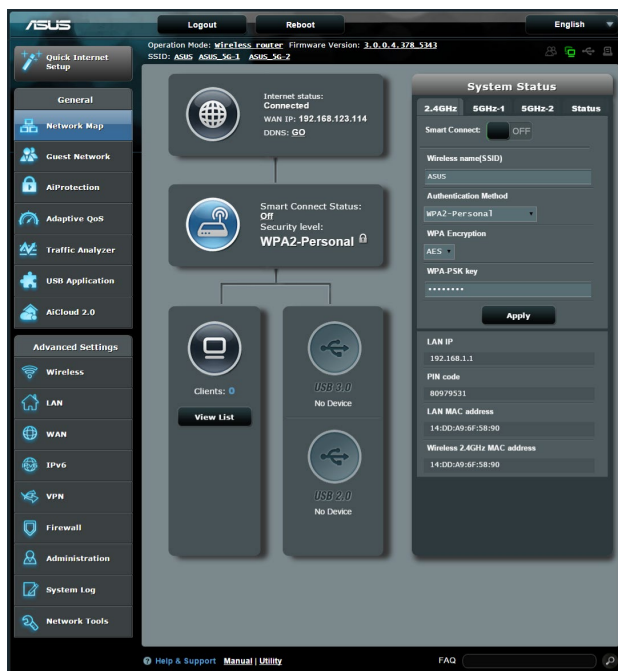 ASUS
Logout
Reboot
English
Operation Mode: Wireless router Firmware Version: 3.0.0.4.378_5343
SSID: ASUS ASUS_5G-1 ASUS_5G-2
Quick Internet
Setup
General
Network Map
Guest Network
AiProtection
Adaptive QoS
Traffic Analyzer
USB Application
AiCloud 2.0
Advanced Settings
Wireless
LAN
WAN
IPv6
VPN
Firewall
Administration
System Log
Network Tools
Internet status:
Connected
WAN IP: 192.168.123.114
DDNS: GO
Smart Connect Status:
Off
Security level:
WPA2-Personal
Clients: 0
View List
USB 3.0
No Device
USB 2.0
No Device
System Status
2.4GHz 5GHz-1 5GHz-2 Status
Smart Connect: OFF
Wireless name(SSID)
ASUS
Authentication Method
WPA2-Personal
WPA Encryption
AES
WPA-PSK key
••••••••
Apply
LAN IP
192.168.1.1
PIN code
80979531
LAN MAC address
14:DD:A9:6F:58:90
Wireless 2.4GHz MAC address
14:DD:A9:6F:58:90
Help & Support Manual | Utility
FAQ